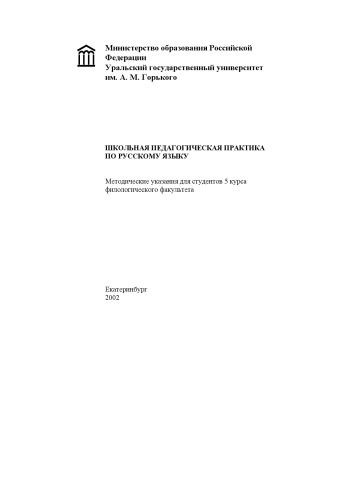 Министерство образования Российской
Федерации
Уральский государственный университет
им. А. М. Горького
ШКОЛЬНАЯ ПЕДАГОГИЧЕСКАЯ ПРАКТИКА
ПО РУССКОМУ ЯЗЫКУ
Методические указания для студентов 5 курса
филологического факультета
Екатеринбург
2002